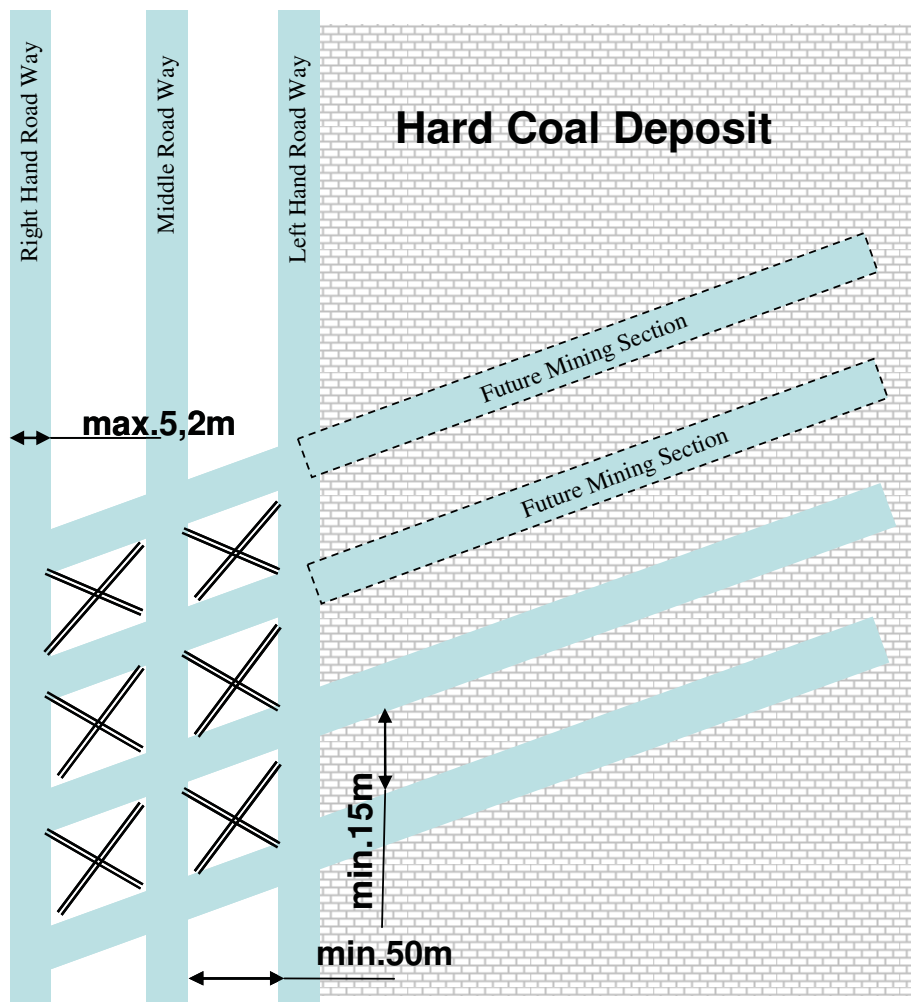 Right Hand Road Way
Middle Road Way
Left Hand Road Way
Hard Coal Deposit
Future Mining Section
max.5,2m
Future Mining Section
min.15m
min.50m